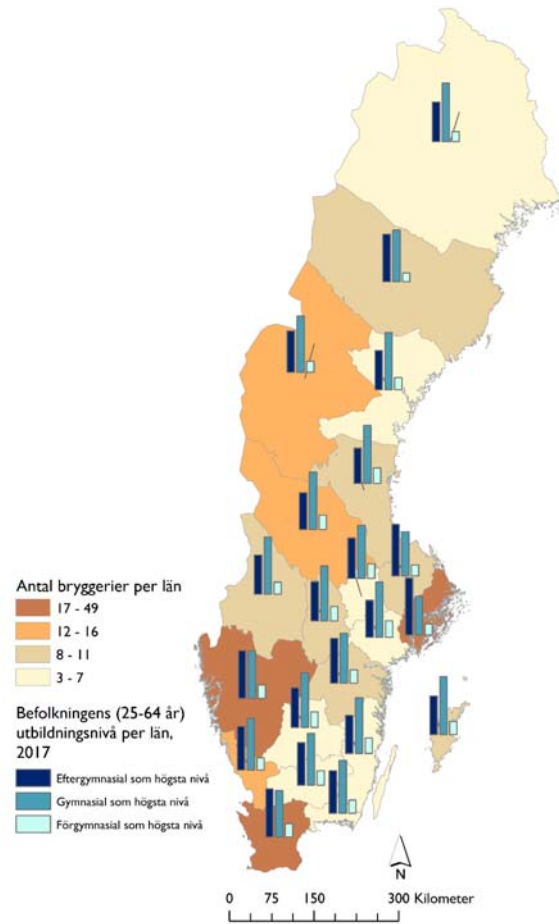 Antal bryggerier per län
17 - 49
12 - 16
8 - 11
3 - 7
Befolkningens (25-64 år)
utbildningsnivå per län,
2017
Eftergymnasial som högsta nivå
Gymnasial som högsta nivå
Förgymnasial som högsta nivå
N
0 75 150 300 Kilometer